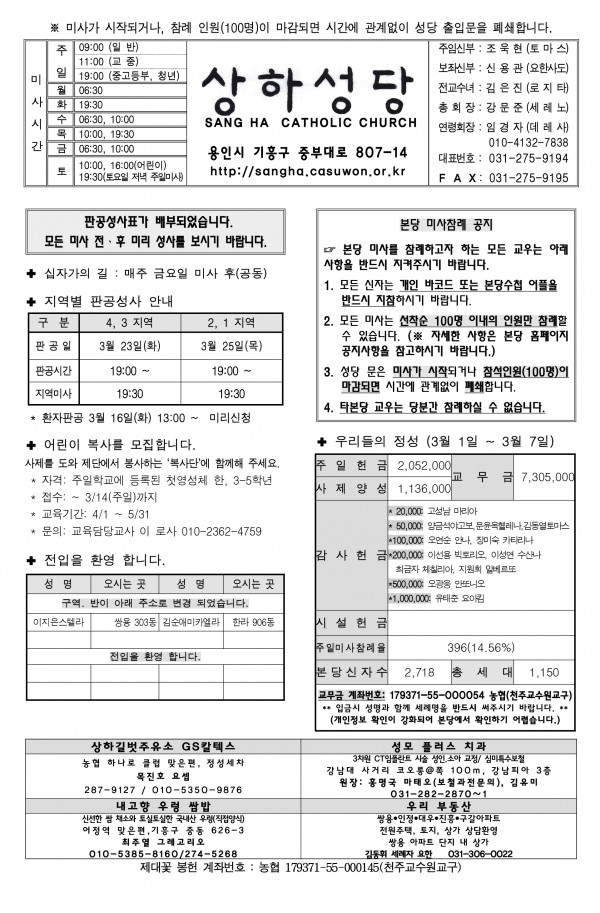 ※ 미사가 시작되거나, 참례 인원(100명)이 마감되면 시간에 관계없이 성당 출입문을 폐쇄합니다.
미사시간
주일 09:00 (일 반)
11:00 (교 중)
19:00 (중고등부, 청년)
월 06:30
화 19:30
수 06:30, 10:00
목 10:00, 19:30
금 06:30, 10:00
토 10:00, 16:00(어린이)
19:30(토요일 저녁 주일미사)
상하성당
SANG HA CATHOLIC CHURCH
용인시 기흥구 중부대로 807-14
http://sangha.casuwon.or.kr
주임신부 : 조 욱 현 (토 마 스)
보좌신부 : 신 용 관 (요한사도)
전교수녀 : 김 은 진 (로 지 타)
총 회 장 : 강 문 준 (세 레 노)
연령회장 : 임 경 자 (데 레 사)
010-4132-7838
대표번호 : 031-275-9194
F A X : 031-275-9195
판공성사표가 배부되었습니다.
모든 미사 전·후 미리 성사를 보시기 바랍니다.
✚ 십자가의 길 : 매주 금요일 미사 후(공동)
✚ 지역별 판공성사 안내
구 분 4, 3 지역 2, 1 지역
판 공 일 3월 23일(화) 3월 25일(목)
판공시간 19:00 ~ 19:00 ~
지역미사 19:30 19:30
* 환자판공 3월 16일(화) 13:00 ~ 미리신청
✚ 어린이 복사를 모집합니다.
사제를 도와 제단에서 봉사하는 '복사단'에 함께해 주세요.
* 자격: 주일학교에 등록된 첫영성체 한, 3-5학년
* 접수: ~ 3/14(주일)까지
* 교육기간: 4/1 ~ 5/31
* 문의: 교육담당교사 이 로사 010-2362-4759
✚ 전입을 환영 합니다.
성 명 오시는 곳 성 명 오시는 곳
구역. 반이 아래 주소로 변경 되었습니다.
이지은스텔라 쌍용 303동 김순애미카엘라 한라 906동
전입을 환영 합니다.
본당 미사참례 공지
☞ 본당 미사를 참례하고자 하는 모든 교우는 아래
사항을 반드시 지켜주시기 바랍니다.
1. 모든 신자는 개인 바코드 또는 본당수첩 어플을
반드시 지참하시기 바랍니다.
2. 모든 미사는 선착순 100명 이내의 인원만 참례할
수 있습니다. (※ 자세한 사항은 본당 홈페이지
공지사항을 참고하시기 바랍니다.)
3. 성당 문은 미사가 시작되거나 참석인원(100명)이
마감되면 시간에 관계없이 폐쇄합니다.
4. 타본당 교우는 당분간 참례하실 수 없습니다.
✚ 우리들의 정성 (3월 1일 ~ 3월 7일)
주 일 헌 금 2,052,000 교 무 금 7,305,000
사 제 양 성 1,136,000
감 사 헌 금
* 20,000: 고성남 마리아
* 50,000: 양금석야고보,문윤옥헬레나,김동열토마스
*100,000: 오연순 안나, 장미숙 카타리나
*200,000: 이선용 빅토리오, 이성연 수산나
최금자 체칠리아, 지원희 알베르또
*500,000: 오광웅 안또니오
*1,000,000: 유태준 요아킴
시 설 헌 금
주일미사참례율 396(14.56%)
본 당 신 자 수 2,718 총 세 대 1,150
교무금 계좌번호: 179371-55-000054 농협(천주교수원교구)
** 입금시 성명과 함께 세례명을 반드시 써주시기 바랍니다. **
(개인정보 확인이 강화되어 본당에서 확인하기 어렵습니다.)
상하길벗주유소 GS칼텍스
농협 하나로 클럽 맞은편, 정성세차
목진호 요셉
287-9127 / 010-5350-9876
성모 플러스 치과
3차원 CT임플란트 시술 성인.소아 교정/ 심미특수보철
강남대 사거리 코오롱@쪽 100m, 강남피아 3층
원장: 홍명국 마태오(보철과전문의), 김유미
031-282-2870~1
내고향 우렁 쌈밥
신선한 쌈 채소와 토실토실한 국내산 우렁(직접양식)
어정역 맞은편,기흥구 중동 626-3
최주열 그레고리오
010-5385-8160/274-5268
우리 부동산
쌍용•인정•대우•진흥•구갈아파트
전원주택, 토지, 상가 상담환영
쌍용 아파트 단지 내 상가
김동휘 세례자 요한 031-306-0022
제대꽃 봉헌 계좌번호 : 농협 179371-55-000145(천주교수원교구)